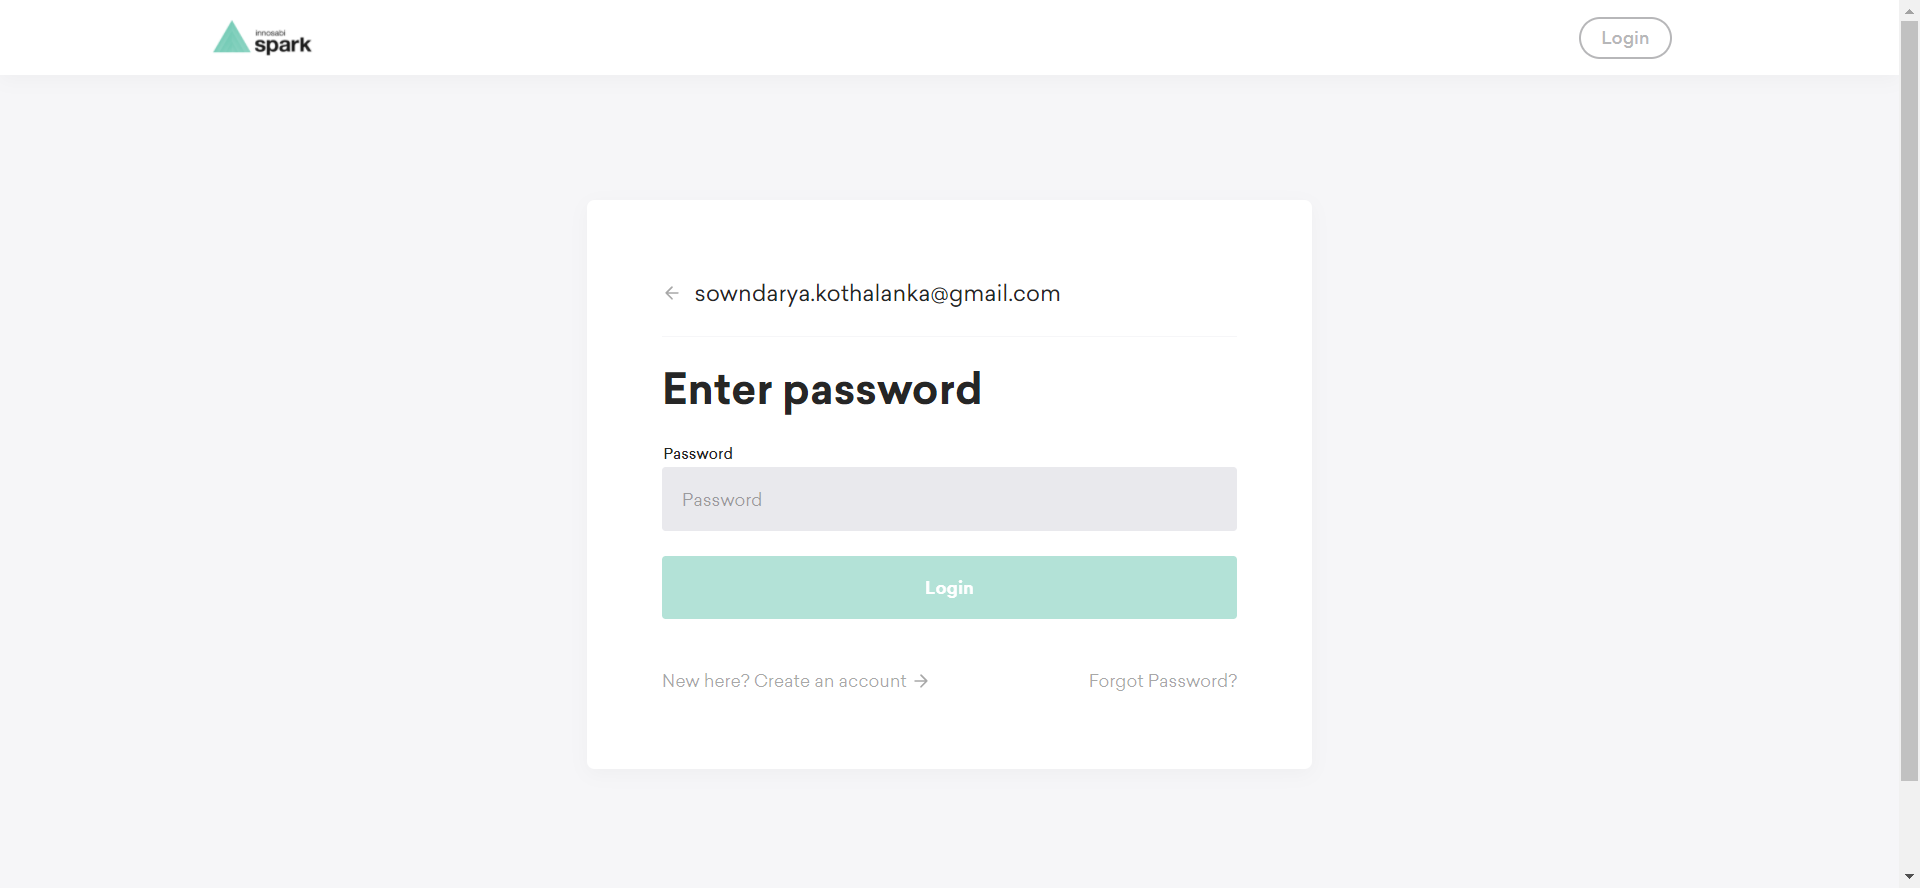 innosabi
spark
Login
sowndarya.kothalanka@gmail.com
Enter password
Password
Password
Login
New here? Create an account →
Forgot Password?